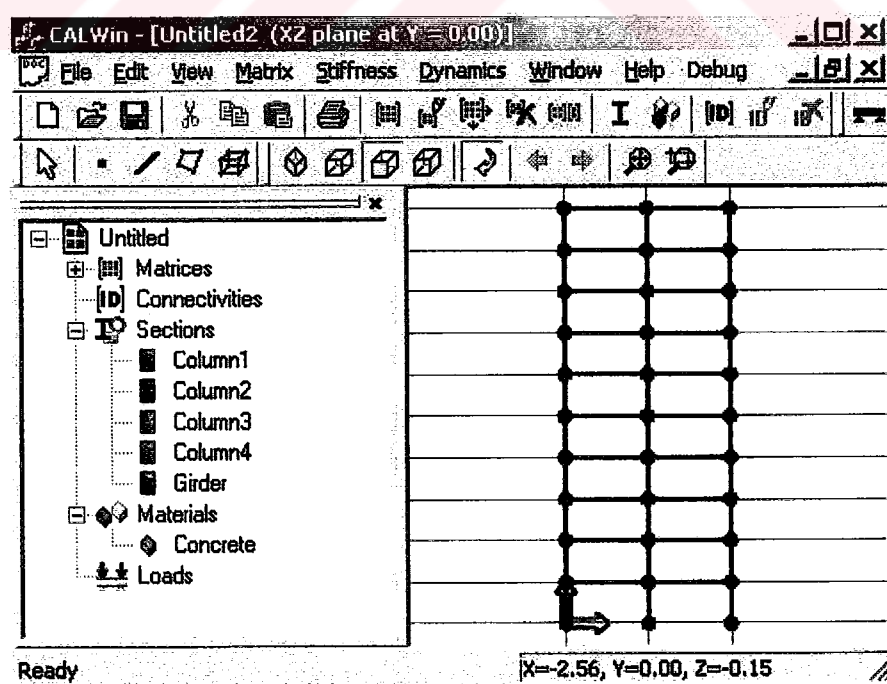 CALWin - [Untitled2 (XZ plane at Y = 0.00)]
File Edit View Matrix Stiffness Dynamics Window Help Debug
Untitled
Matrices
Connectivities
Sections
Column1
Column2
Column3
Column4
Girder
Materials
Concrete
Loads
Ready
X=-2.56, Y=0.00, Z=-0.15